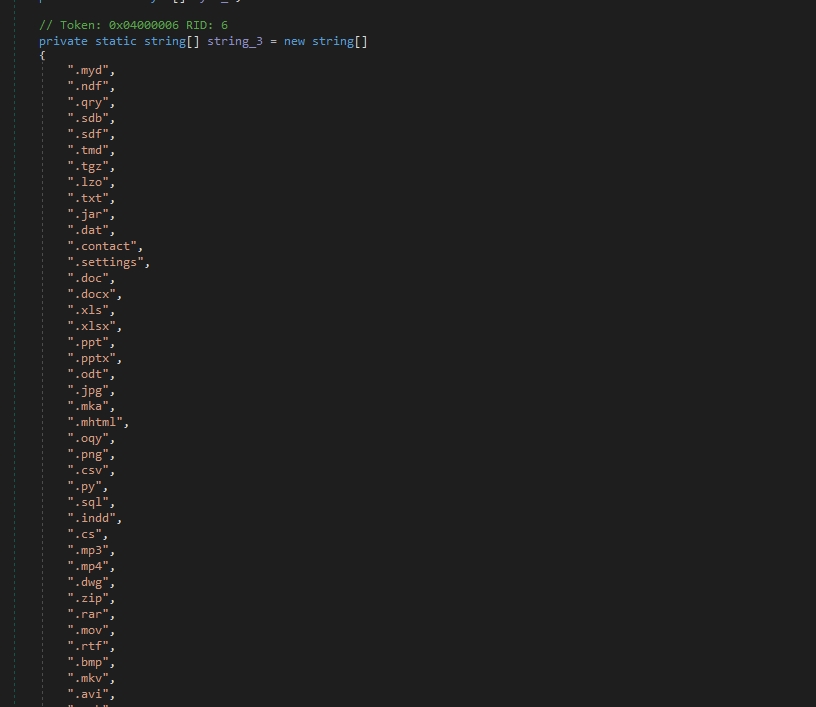 // Token: 0x04000006 RID: 6
private static string[] string_3 = new string[]
{
".myd",
".ndf",
".qry",
".sdb",
".sdf",
".tmd",
".tgz",
".lzo",
".txt",
".jar",
".dat",
".contact",
".settings",
".doc",
".docx",
".xls",
".xlsx",
".ppt",
".pptx",
".odt",
".jpg",
".mka",
".mhtml",
".oqy",
".png",
".csv",
".py",
".sql",
".indd",
".cs",
".mp3",
".mp4",
".dwg",
".zip",
".rar",
".mov",
".rtf",
".bmp",
".mkv",
".avi",